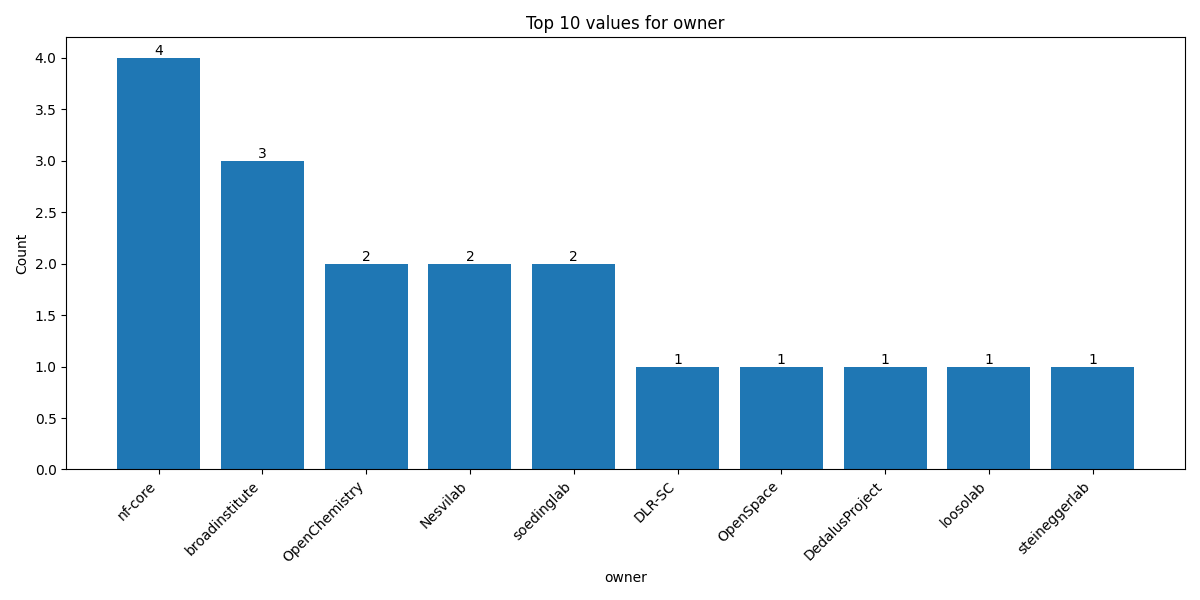 Top 10 values for owner
Count
4.0
3.5
3.0
2.5
2.0
1.5
1.0
0.5
0.0
4
3
2
2
2
1
1
1
1
1
nf-core
broadinstitute
OpenChemistry
Nesvilab
soedinglab
DLR-SC
OpenSpace
DedalusProject
loosolab
steineggerlab
owner